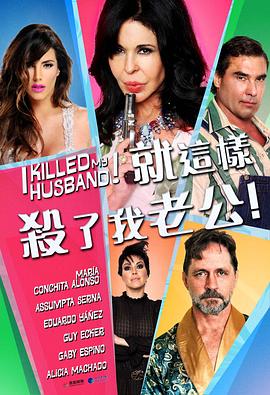 I KILLED MY HUSBAND! 就這樣
殺了我老公!
MARIA
CONCHITA ALONSO
ASSUMPTA SERNA
EDUARDO YÁÑEZ
GUY ECKER
GABY ESPINO
ALICIA MACHADO